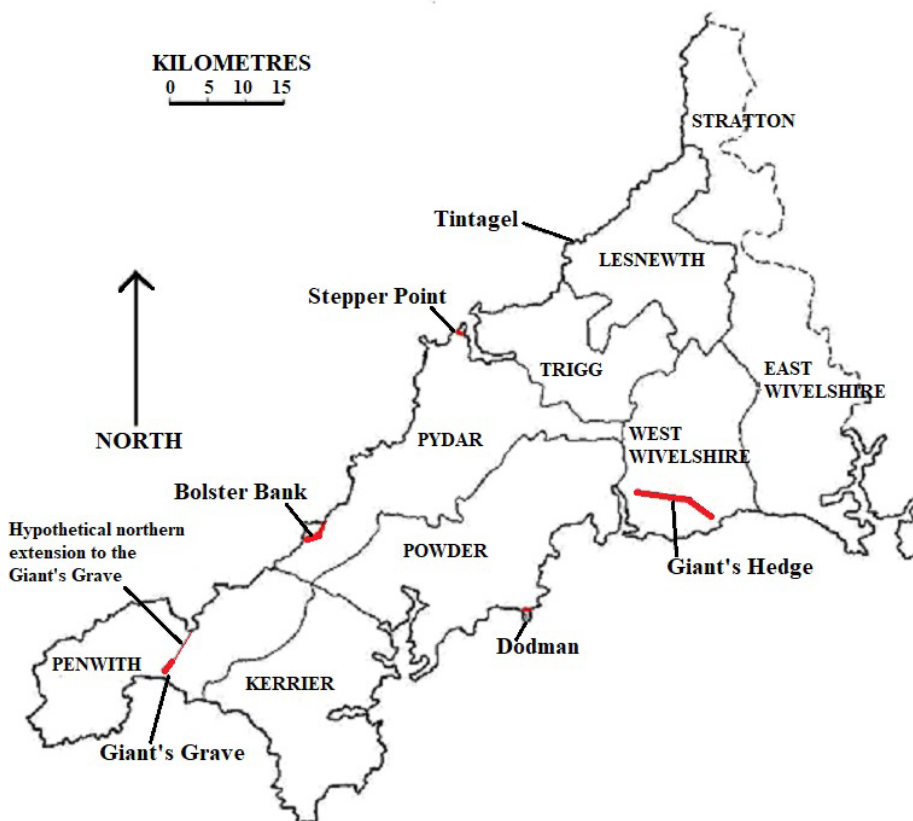 KILOMETRES
0 5 10 15
STRATTON
Tintagel
LESNEWTH
Stepper Point
TRIGG
EAST
WIVELSHIRE
NORTH
PYDAR
WEST
WIVELSHIRE
Bolster Bank
Hypothetical northern
extension to the
Giant's Grave
POWDER
Giant's Hedge
Dodman
PENWITH
KERRIER
Giant's Grave